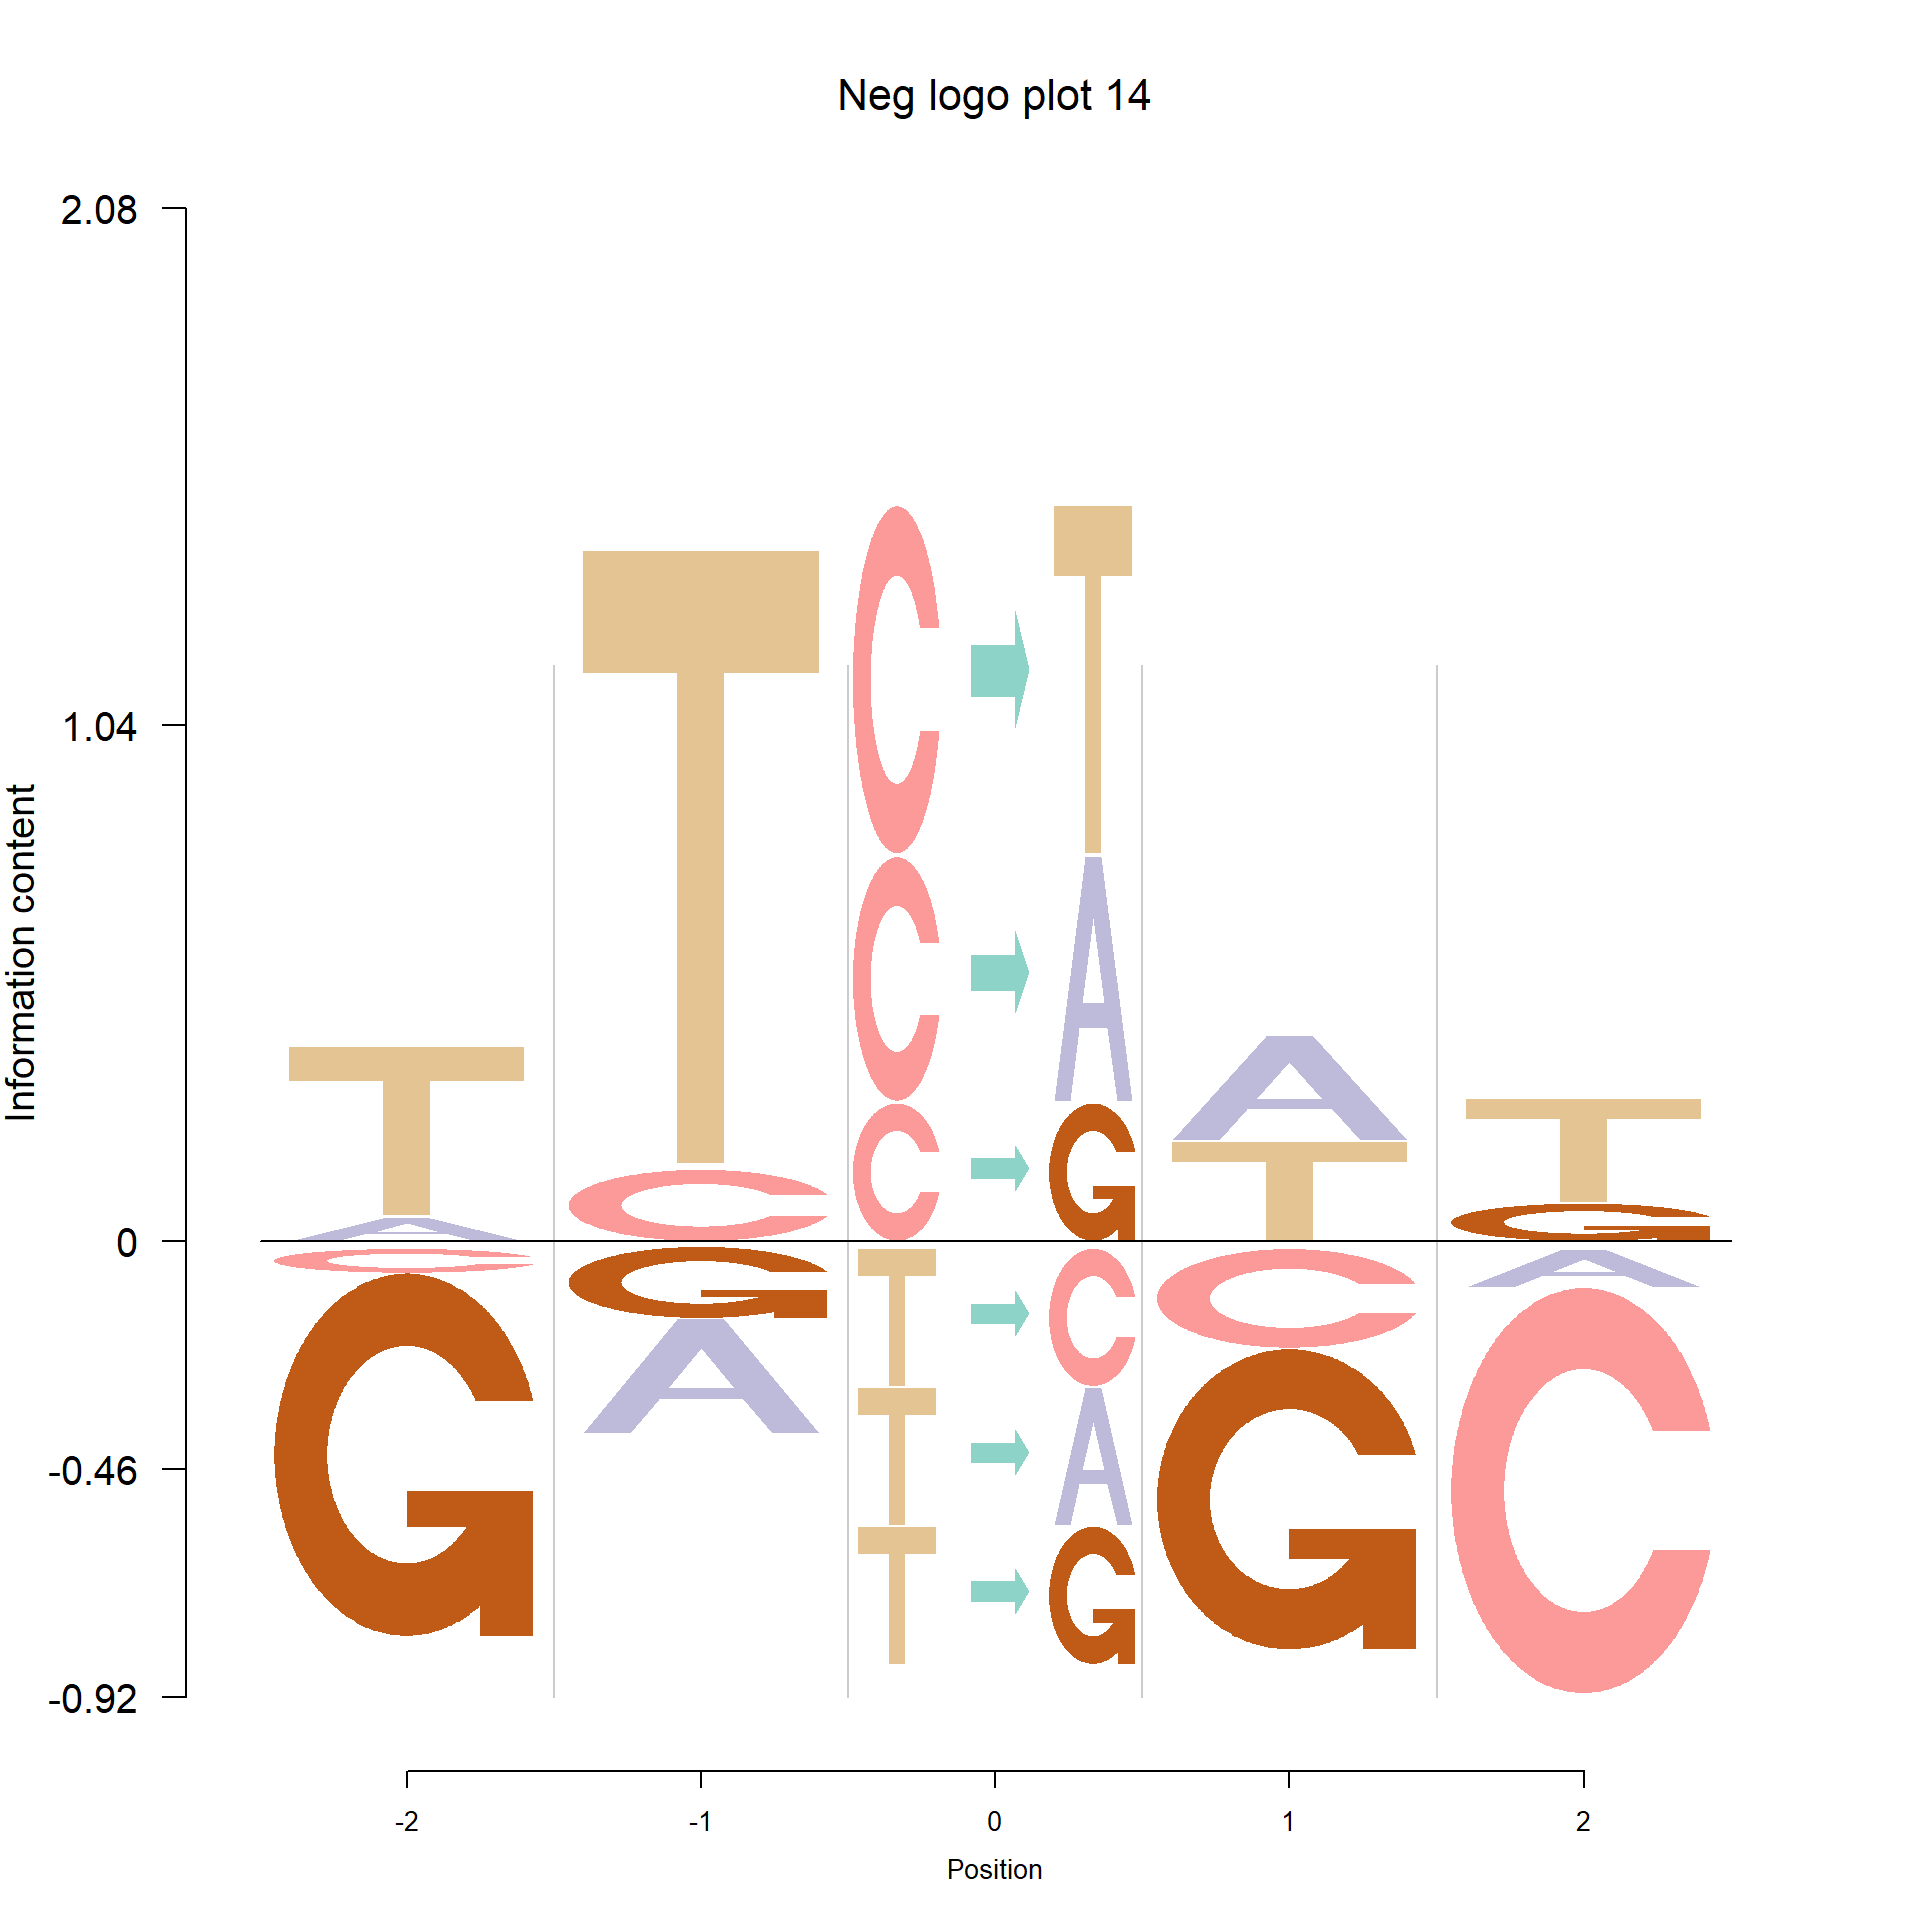 Neg logo plot 14
2.08
1.04
0
-0.46
-0.92
Information content
T
A
C
G
T
C
G
A
C T
C A
C G
T C
T A
T G
A
T
C
G
T
G
A
C
-2 -1 0 1 2
Position